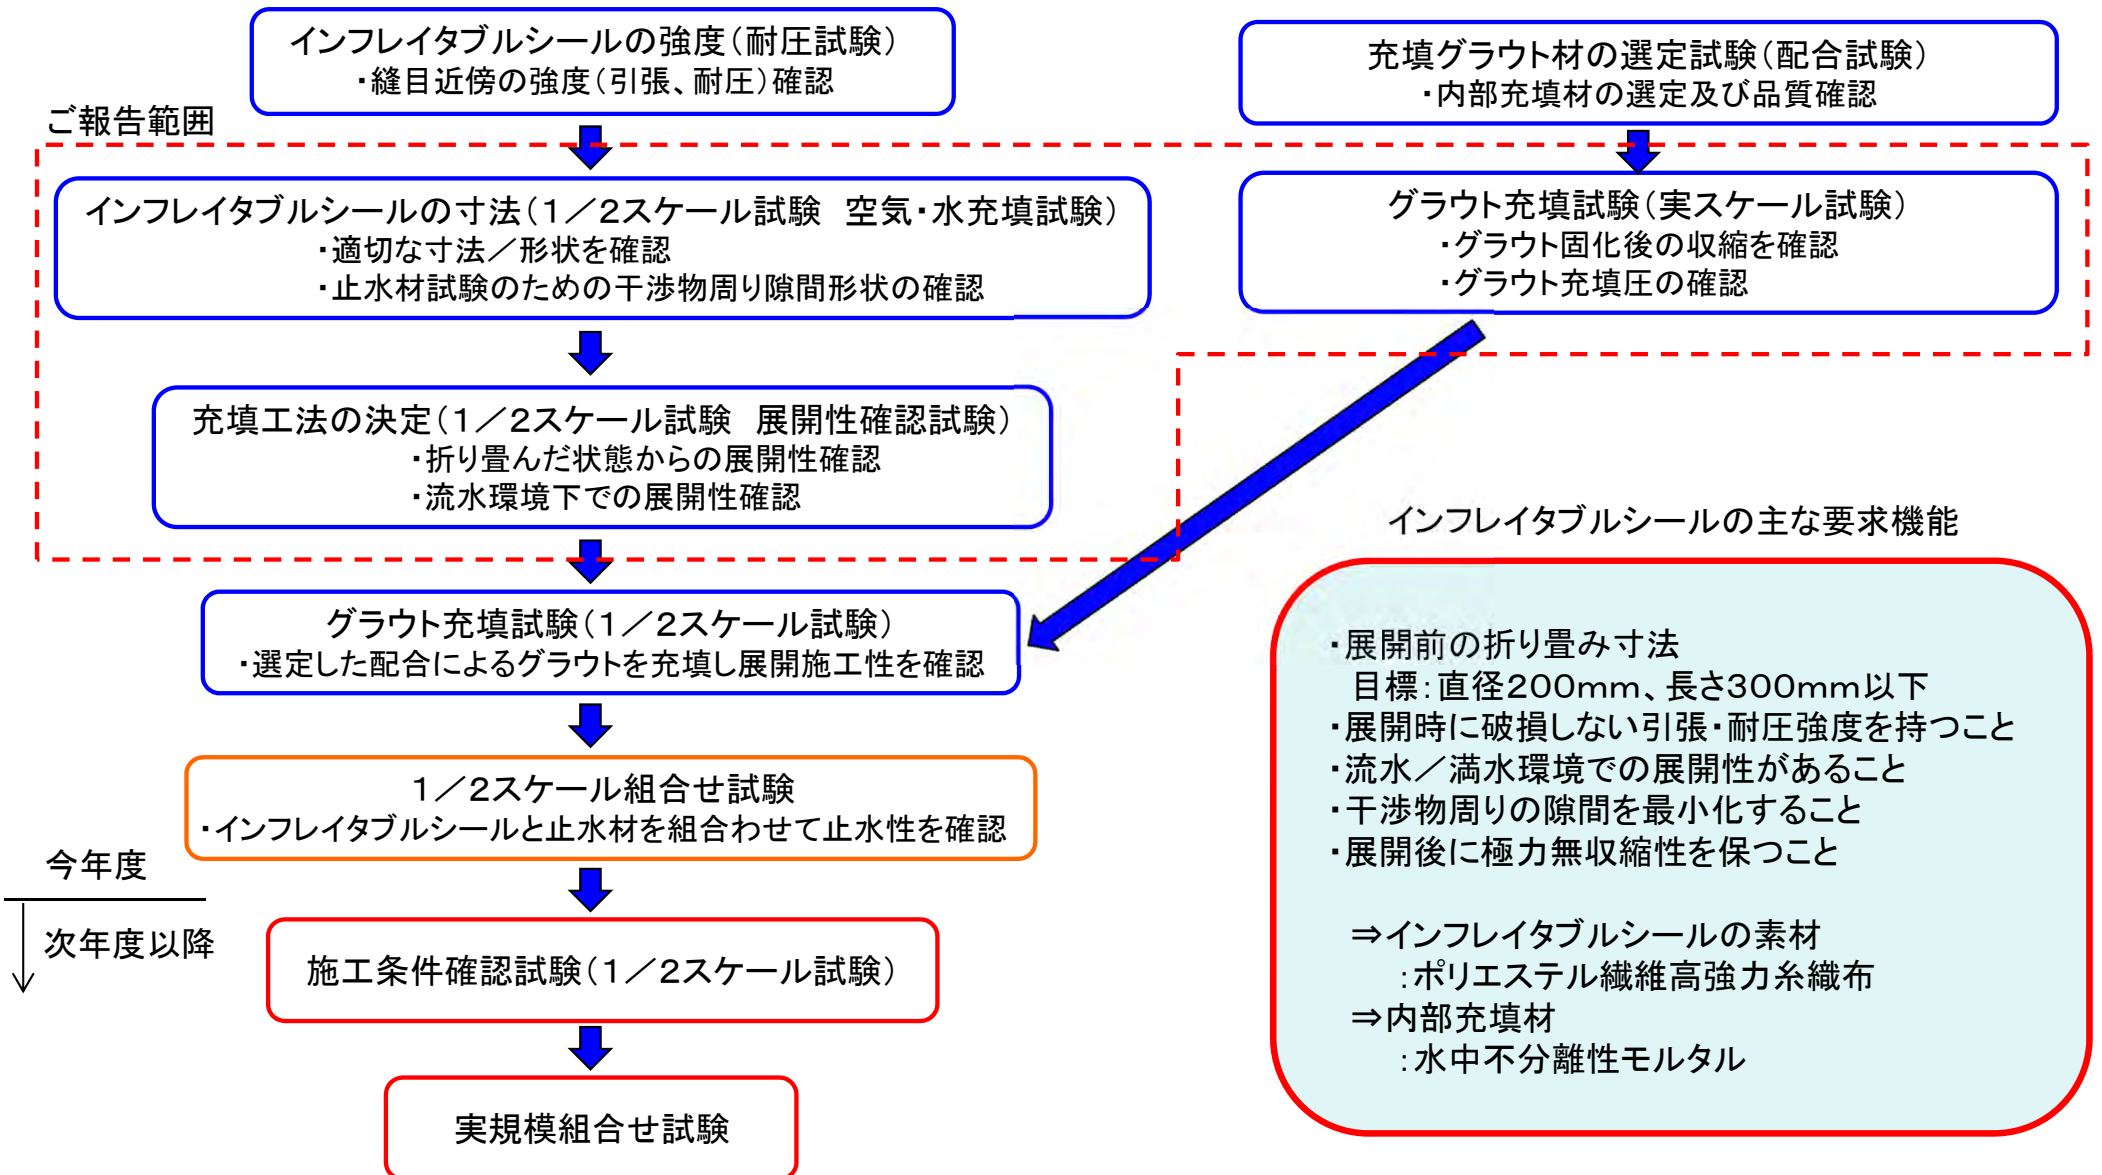 インフレイタブルシールの強度(耐圧試験)
・縫目近傍の強度(引張、耐圧)確認
充填グラウト材の選定試験(配合試験)
・内部充填材の選定及び品質確認
ご報告範囲
インフレイタブルシールの寸法(1/2スケール試験 空気・水充填試験)
・適切な寸法/形状を確認
・止水材試験のための干渉物周り隙間形状の確認
グラウト充填試験(実スケール試験)
・グラウト固化後の収縮を確認
・グラウト充填圧の確認
充填工法の決定(1/2スケール試験 展開性確認試験)
・折り畳んだ状態からの展開性確認
・流水環境下での展開性確認
グラウト充填試験(1/2スケール試験)
・選定した配合によるグラウトを充填し展開施工性を確認
1/2スケール組合せ試験
・インフレイタブルシールと止水材を組合わせて止水性を確認
今年度
次年度以降
施工条件確認試験(1/2スケール試験)
実規模組合せ試験
インフレイタブルシールの主な要求機能
・展開前の折り畳み寸法
目標:直径200mm、長さ300mm以下
・展開時に破損しない引張・耐圧強度を持つこと
・流水/満水環境での展開性があること
・干渉物周りの隙間を最小化すること
・展開後に極力無収縮性を保つこと
⇒インフレイタブルシールの素材
:ポリエステル繊維高強力糸織布
⇒内部充填材
:水中不分離性モルタル